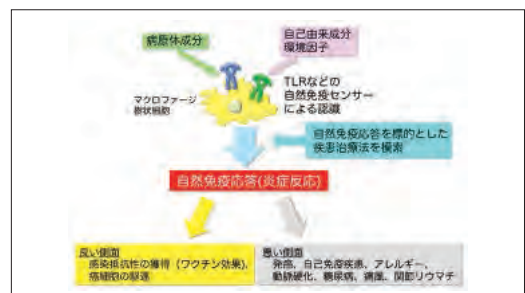 病原体成分
自己由来成分
環境因子
マクロファージ
樹状細胞
TLRなどの
自然免疫センサー
による認識
自然免疫応答を標的とした
疾患治療法を模索
自然免疫応答(炎症反応)
良い側面
感染抵抗性の獲得（ワクチン効果）、
癌細胞の駆逐
悪い側面
発癌、自己免疫疾患、アレルギー、
動脈硬化、糖尿病、痛風、関節リウマチ